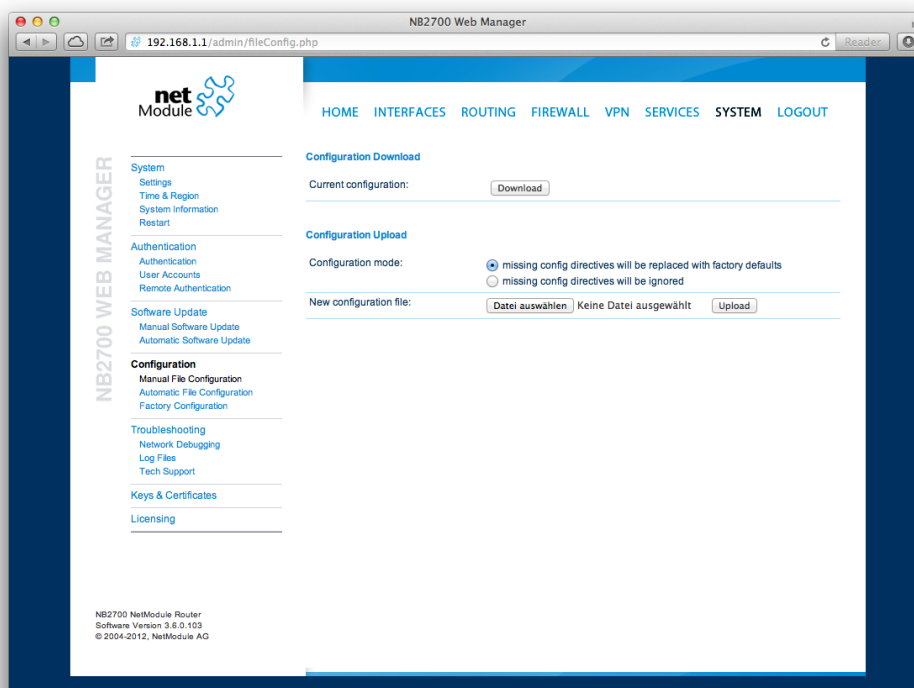 NB2700 Web Manager
192.168.1.1/admin/fileConfig.php
Reader
net
Module
HOME INTERFACES ROUTING FIREWALL VPN SERVICES SYSTEM LOGOUT
NB2700 WEB MANAGER
System
Settings
Time & Region
System Information
Restart
Authentication
Authentication
User Accounts
Remote Authentication
Software Update
Manual Software Update
Automatic Software Update
Configuration
Manual File Configuration
Automatic File Configuration
Factory Configuration
Troubleshooting
Network Debugging
Log Files
Tech Support
Keys & Certificates
Licensing
Configuration Download
Current configuration: Download
Configuration Upload
Configuration mode: missing config directives will be replaced with factory defaults
missing config directives will be ignored
New configuration file: Datei auswählen Keine Datei ausgewählt Upload
NB2700 NetModule Router
Software Version 3.6.0.103
© 2004-2012, NetModule AG